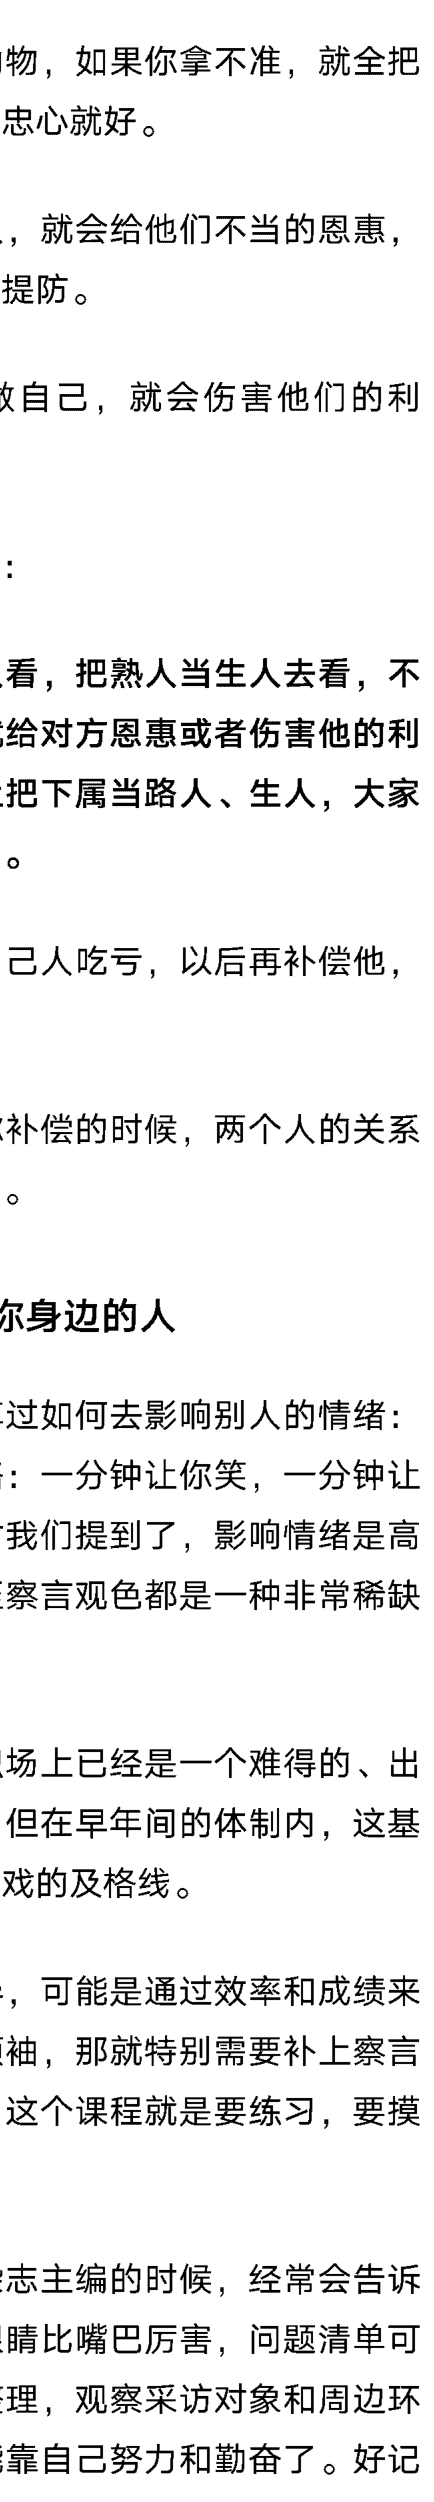 物，如果你拿不准，就全把
忠心就好。
，就会给他们不当的恩惠，
提防。
做自己，就会伤害他们的利
：
看，把熟人当生人去看，不
给对方恩惠或者伤害他的利
把下属当路人、生人，大家
。
己人吃亏，以后再补偿他，
补偿的时候，两个人的关系
。
你身边的人
过如何去影响别人的情绪：
：一分钟让你笑，一分钟让
我们提到了，影响情绪是高
察言观色都是一种非常稀缺
场上已经是一个难得的、出
但在早年间的体制内，这基
戏的及格线。
，可能是通过效率和成绩来
袖，那就特别需要补上察言
这个课程就是要练习，要摸
志主编的时候，经常会告诉
眼睛比嘴巴厉害，问题清单可
理，观察采访对象和周边环
靠自己努力和勤奋了。好记